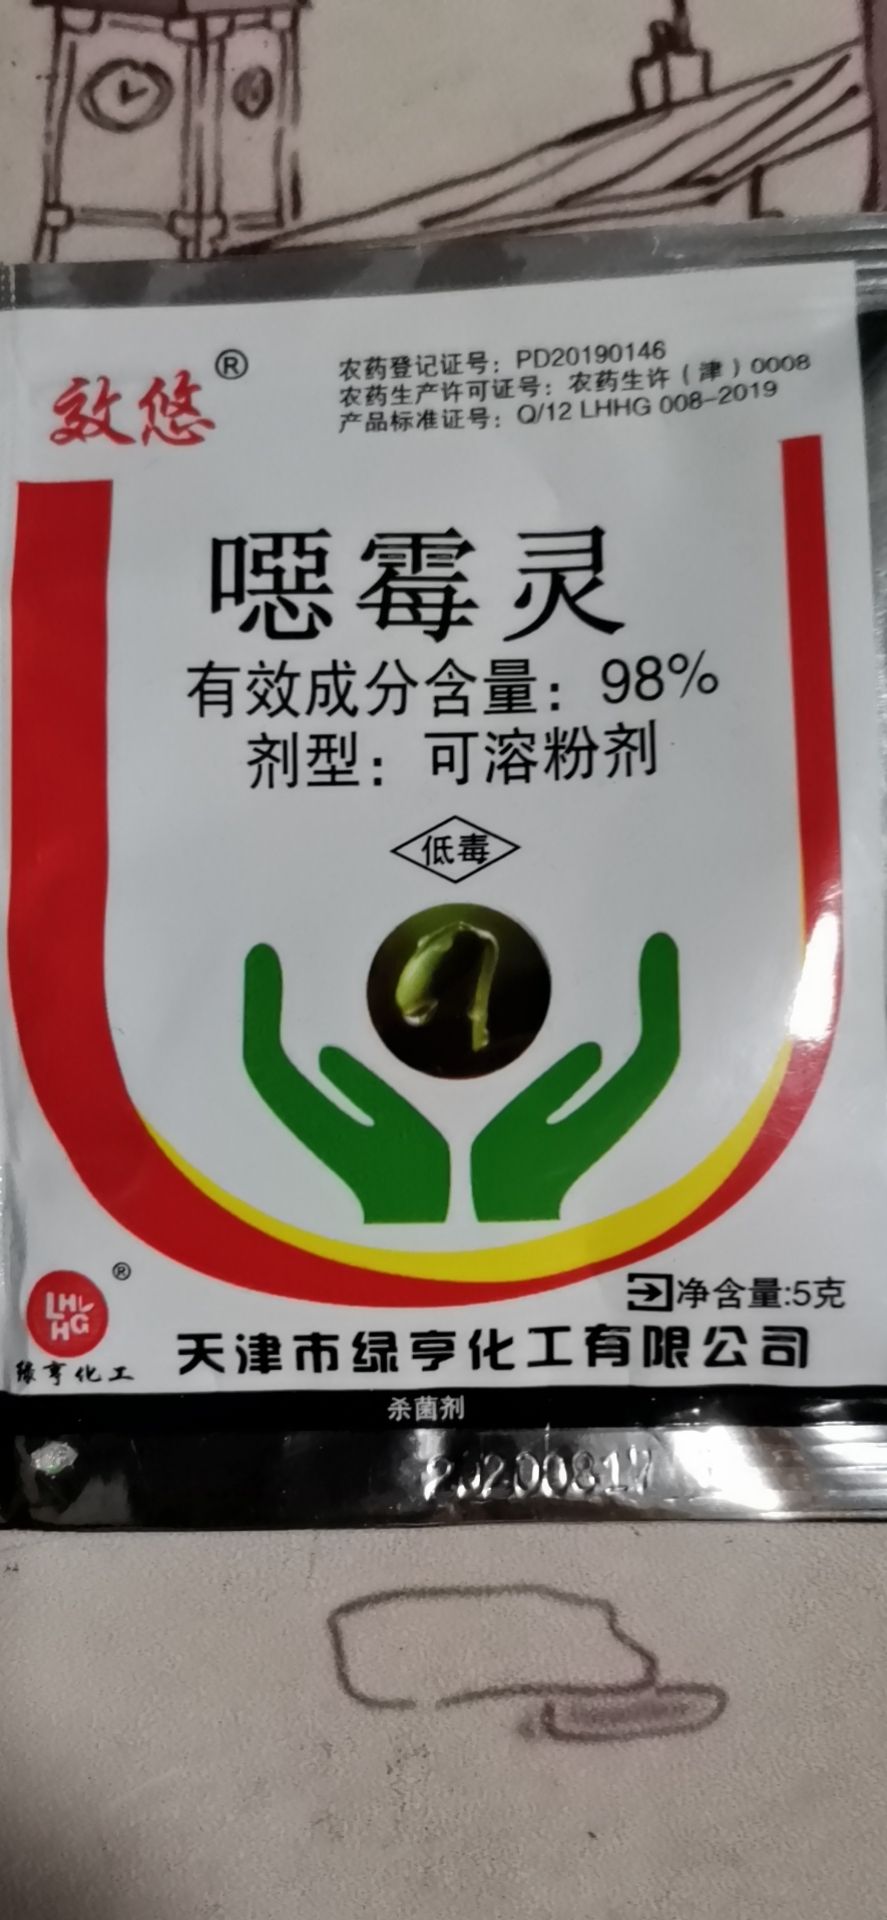 效悠®
农药登记证号：PD20190146
农药生产许可证号：农药生许（津）0008
产品标准证号：Q/12 LHHG 008-2019
噁霉灵
有效成分含量：98%
剂型：可溶粉剂
低毒
净含量:5克
LHHG®
绿亨化工
天津市绿亨化工有限公司
杀菌剂
20200817